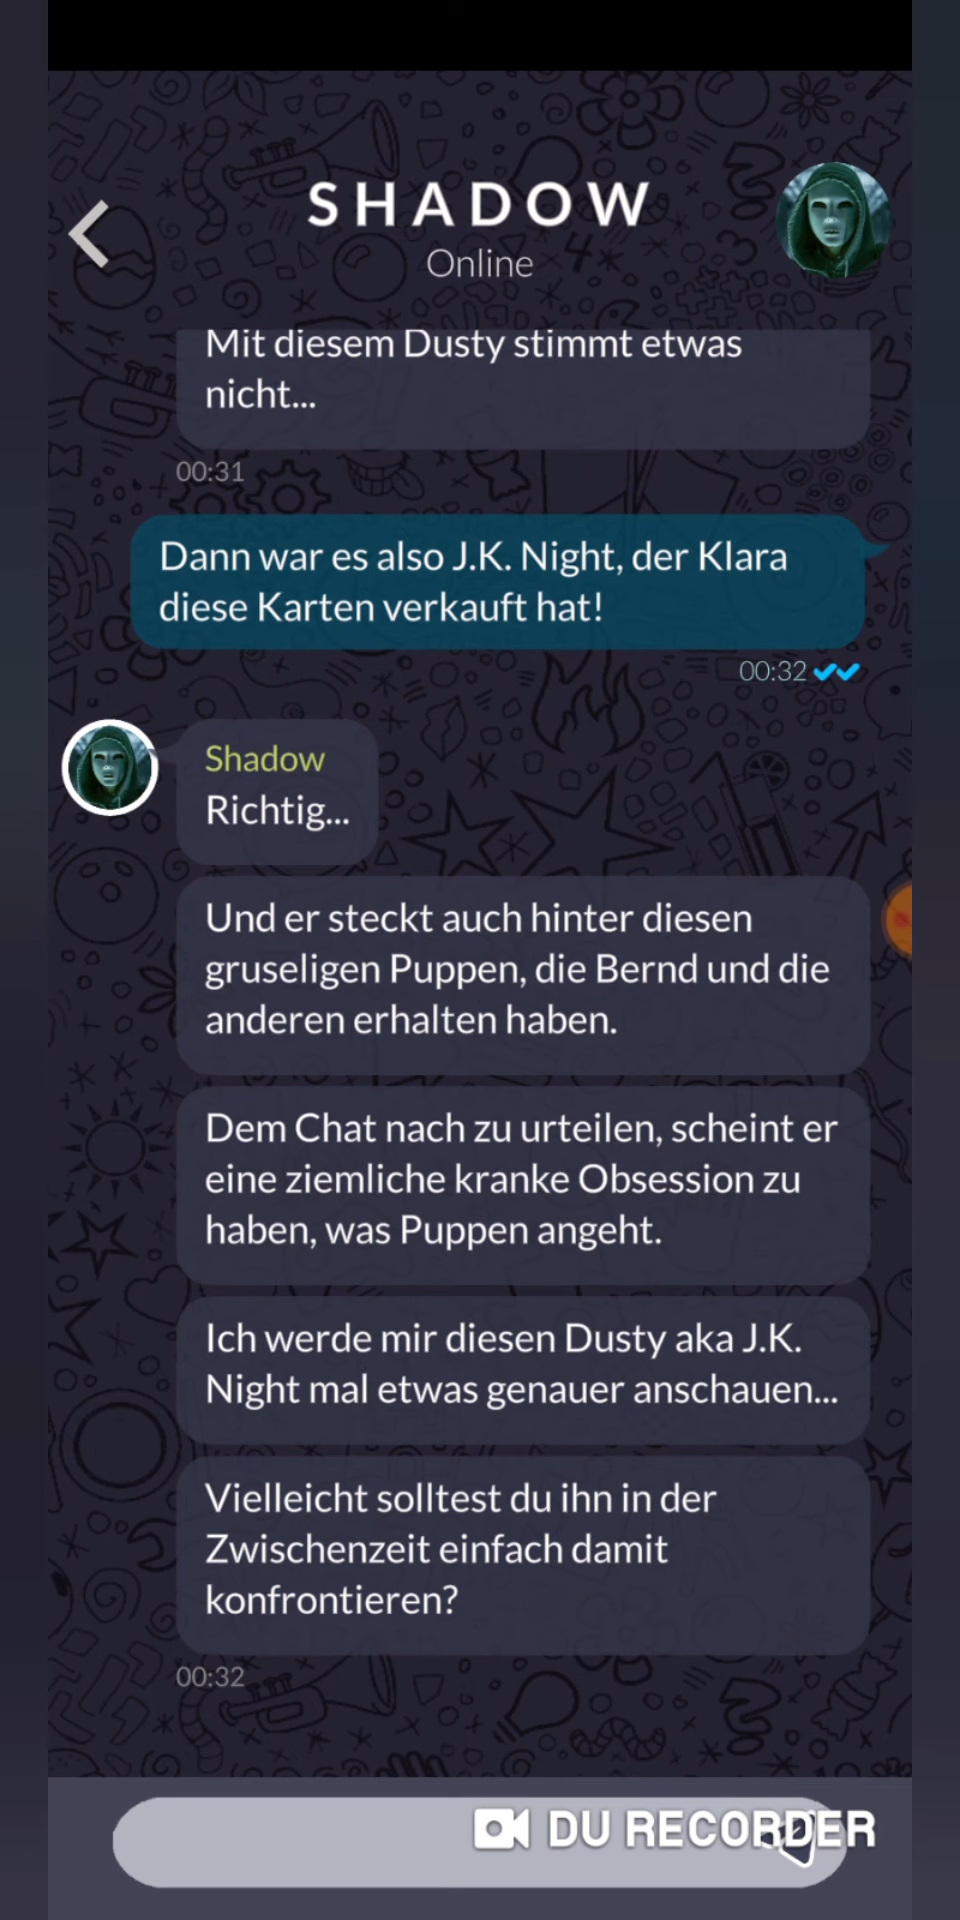 SHADOW
Online
Mit diesem Dusty stimmt etwas
nicht...
00:31
Dann war es also J.K. Night, der Klara
diese Karten verkauft hat!
00:32
Shadow
Richtig...
Und er steckt auch hinter diesen
gruseligen Puppen, die Bernd und die
anderen erhalten haben.
Dem Chat nach zu urteilen, scheint er
eine ziemliche kranke Obsession zu
haben, was Puppen angeht.
Ich werde mir diesen Dusty aka J.K.
Night mal etwas genauer anschauen...
Vielleicht solltest du ihn in der
Zwischenzeit einfach damit
konfrontieren?
00:32
DU RECORDER